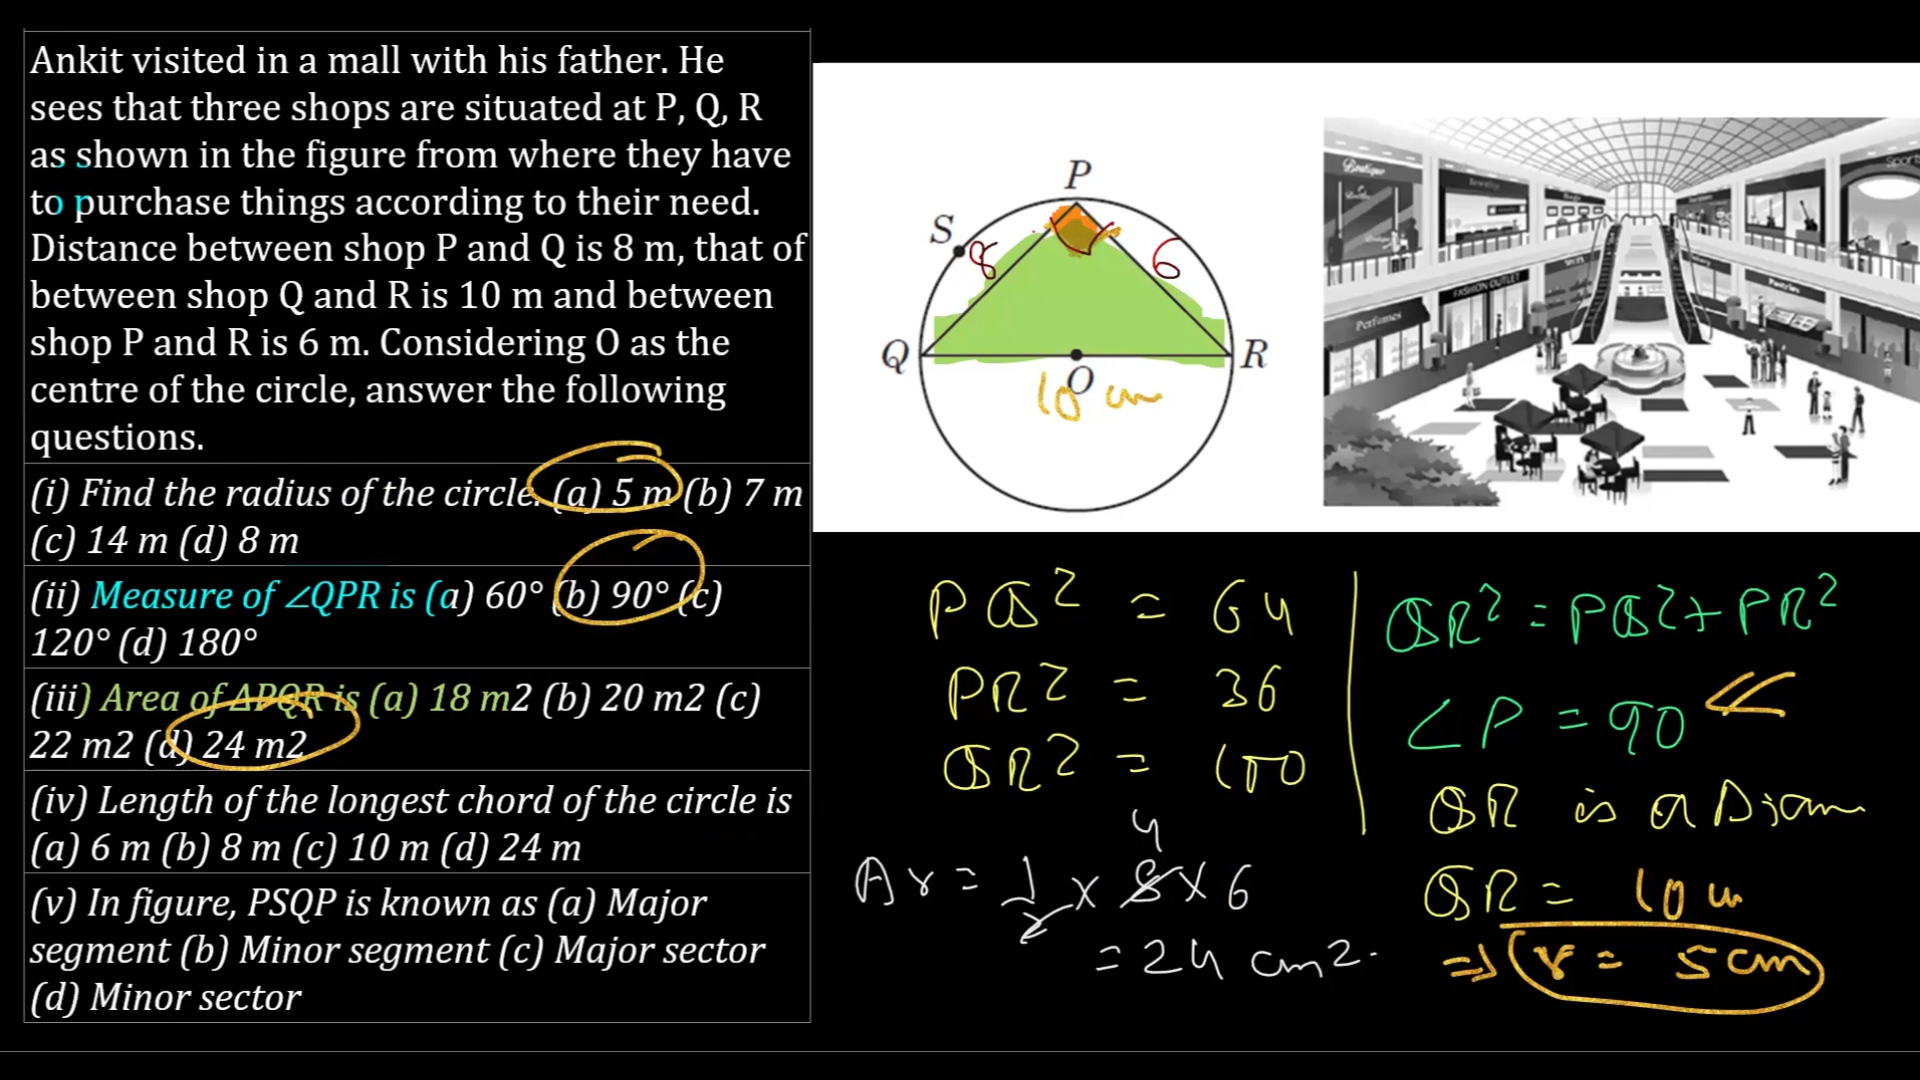 Ankit visited in a mall with his father. He
sees that three shops are situated at P, Q, R
as shown in the figure from where they have
to purchase things according to their need.
Distance between shop P and Q is 8 m, that of
between shop Q and R is 10 m and between
shop P and R is 6 m. Considering O as the
centre of the circle, answer the following
questions.
(i) Find the radius of the circle. (a) 5 m (b) 7 m
(c) 14 m (d) 8 m
(ii) Measure of ∠QPR is (a) 60° (b) 90° (c)
120° (d) 180°
(iii) Area of ΔPQR is (a) 18 m2 (b) 20 m2 (c)
22 m2 (d) 24 m2
(iv) Length of the longest chord of the circle is
(a) 6 m (b) 8 m (c) 10 m (d) 24 m
(v) In figure, PSQP is known as (a) Major
segment (b) Minor segment (c) Major sector
(d) Minor sector
P
S
8
6
Q
R
O
10 cm
Boutique
Perfumes
FASHION OUTLET
Pastries
Sport
PQ2 = 64
PR2 = 36
QR2 = 100
Ar = 1/2 × 8 × 6
4
= 24 cm2.
QR2 = PQ2 + PR2
∠P = 90
QR is a Diam
QR = 10 m
⇒ r = 5 cm